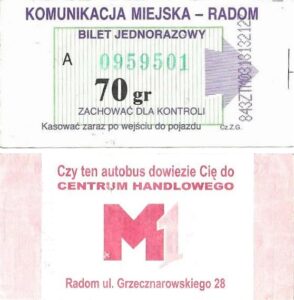 KOMUNIKACJA MIEJSKA – RADOM
BILET JEDNORAZOWY
A 0959501
70 gr
ZACHOWAĆ DLA KONTROLI
Kasować zaraz po wejściu do pojazdu
Cz.Z.G.
Czy ten autobus dowiezie Cię do
CENTRUM HANDLOWEGO
M1
Radom ul. Grzecznarowskiego 28